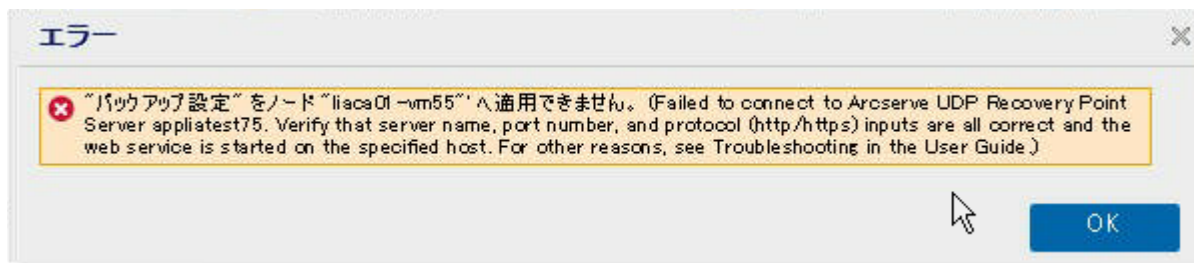 エラー
"バックアップ設定" をノード "liaca01-vm55"' へ適用できません。 (Failed to connect to Arcserve UDP Recovery Point
Server appliatest75. Verify that server name, port number, and protocol (http/https) inputs are all correct and the
web service is started on the specified host. For other reasons, see Troubleshooting in the User Guide.)
OK